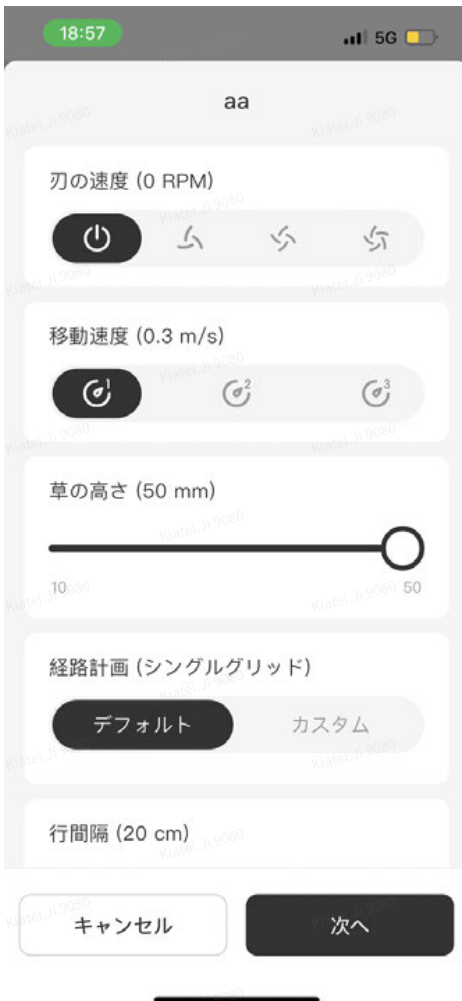 18:57
5G
aa
刃の速度 (0 RPM)
移動速度 (0.3 m/s)
1
2
3
草の高さ (50 mm)
10
50
経路計画 (シングルグリッド)
デフォルト
カスタム
行間隔 (20 cm)
キャンセル
次へ